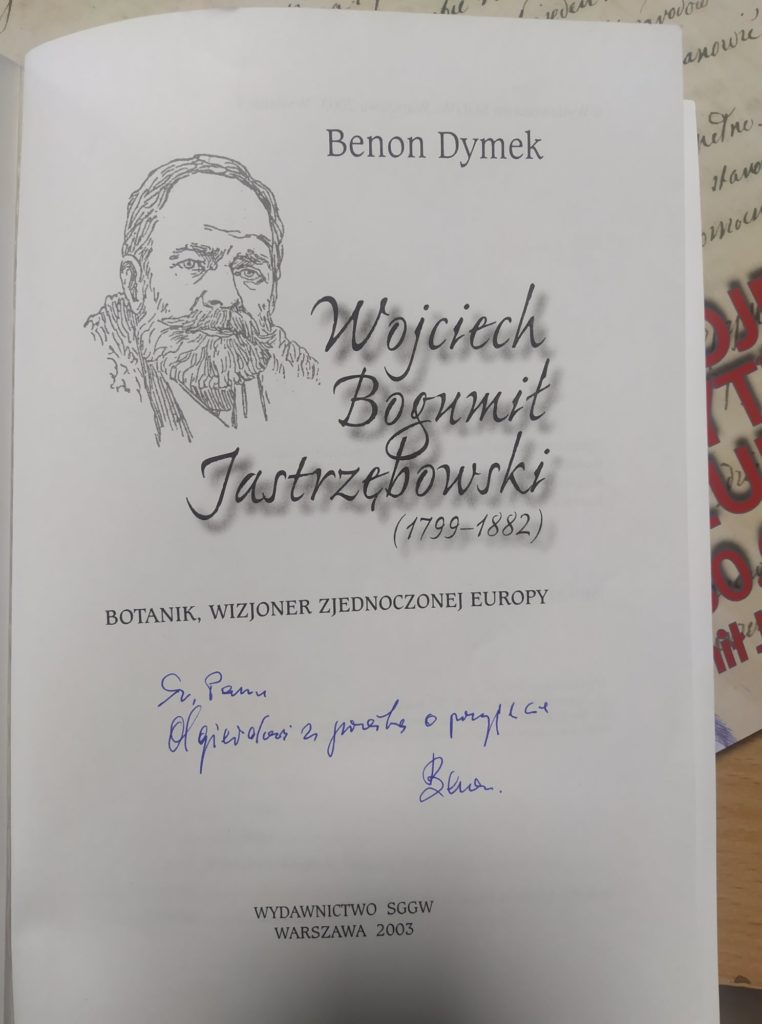 Benon Dymek
Wojciech
Bogumił
Jastrzębowski
(1799–1882)
BOTANIK, WIZJONER ZJEDNOCZONEJ EUROPY
Sz. Panu
Olgierdowi z prośbą o przyjęcie
Benon.
WYDAWNICTWO SGGW
WARSZAWA 2003